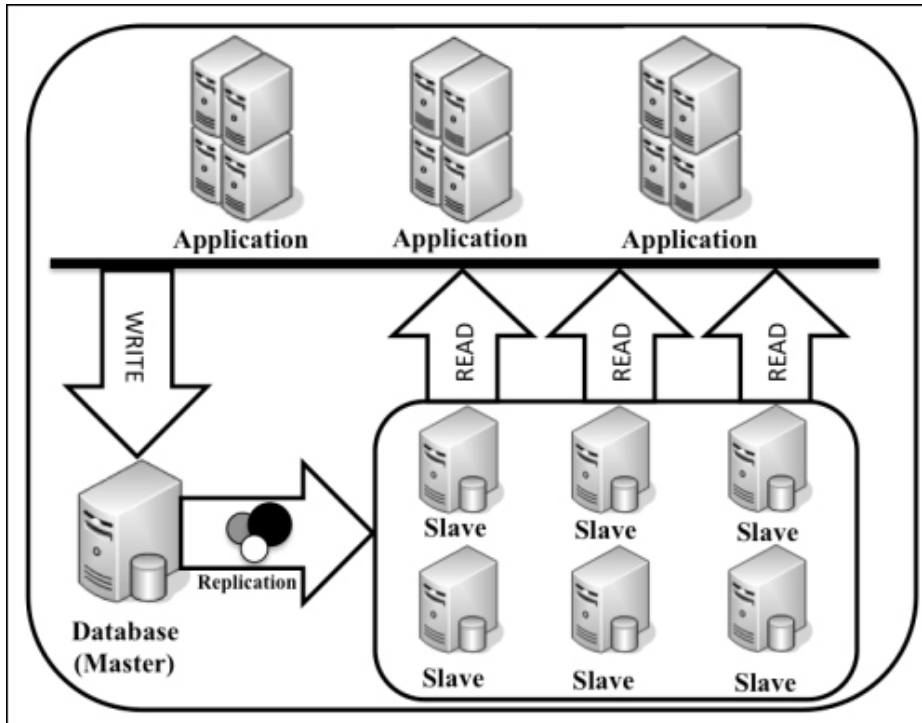 Application
Application
Application
WRITE
READ
READ
READ
Slave
Slave
Slave
Replication
Database
(Master)
Slave
Slave
Slave